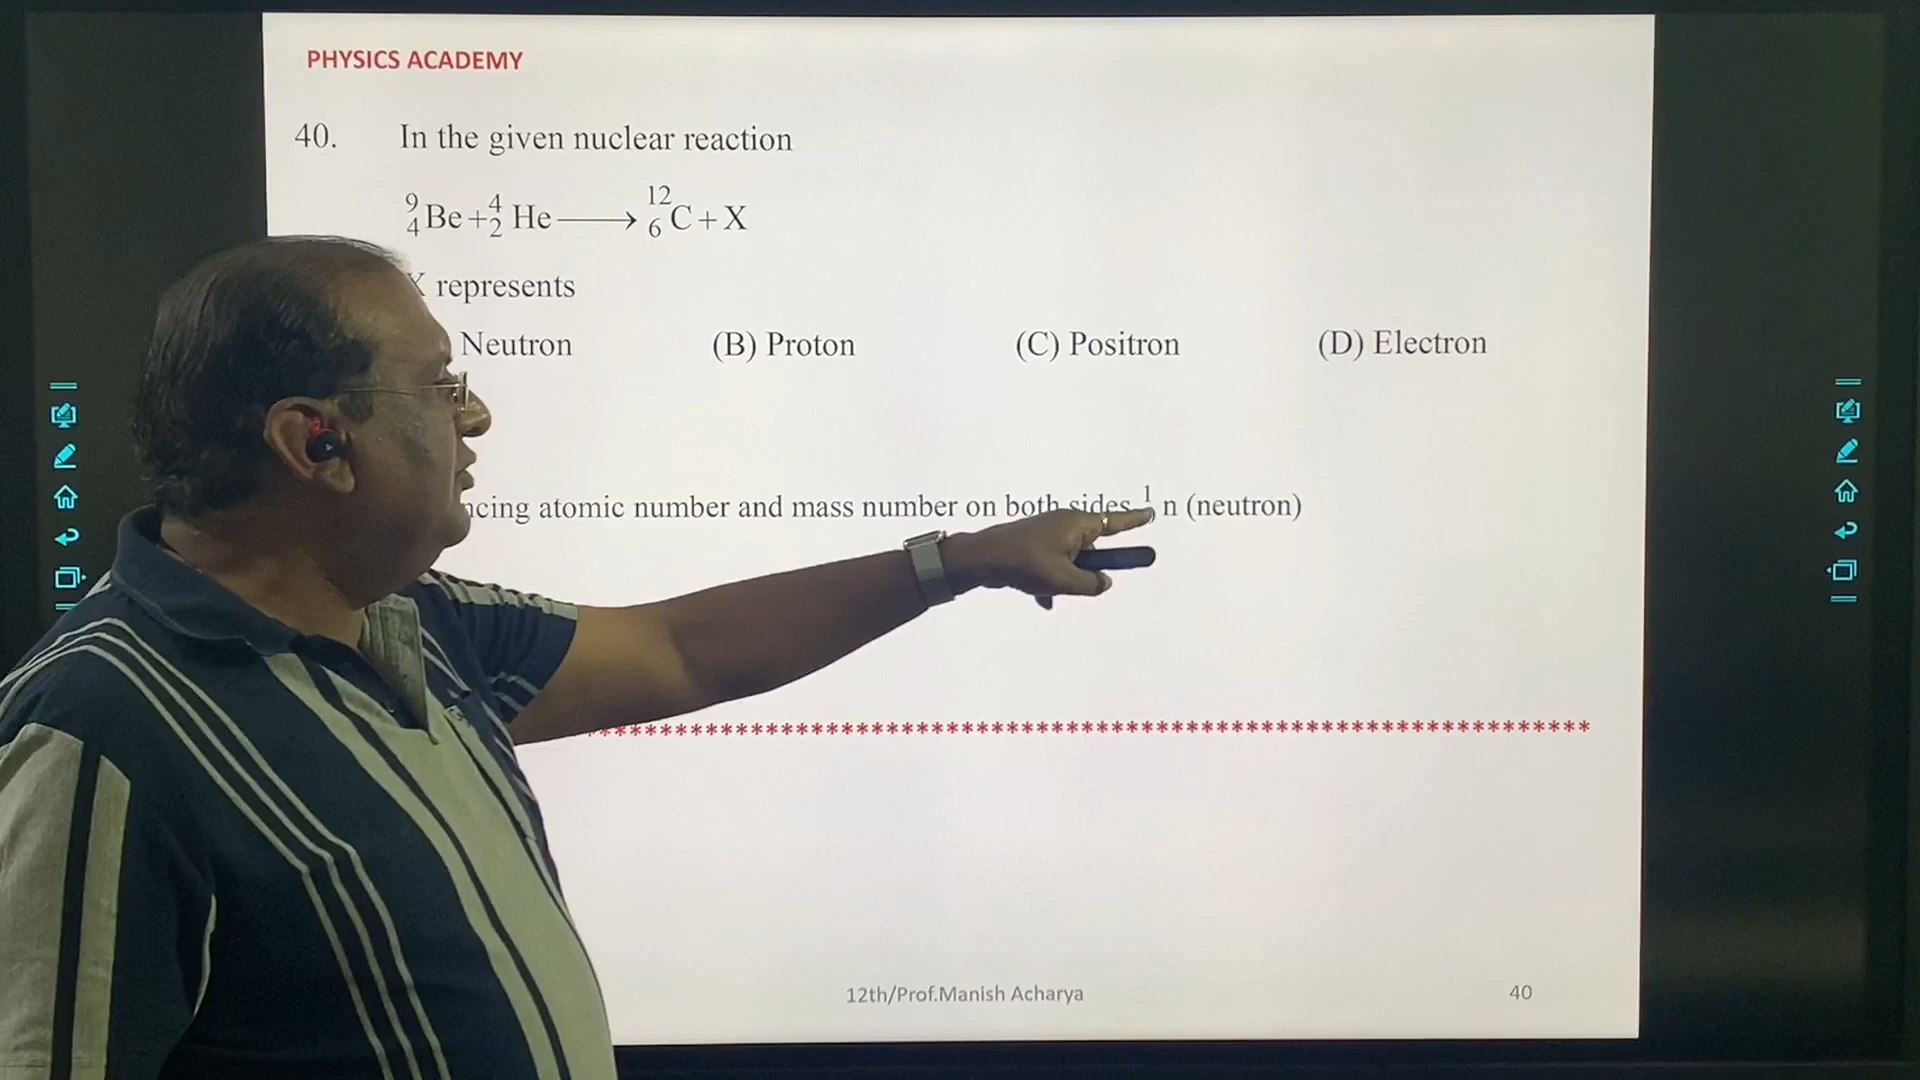 PHYSICS ACADEMY
40. In the given nuclear reaction
⁹₄Be+⁴₂He⟶¹²₆C+X
X represents
Neutron (B) Proton (C) Positron (D) Electron
atomic number and mass number on both sides ¹ n (neutron)
************************************************************
12th/Prof.Manish Acharya 40